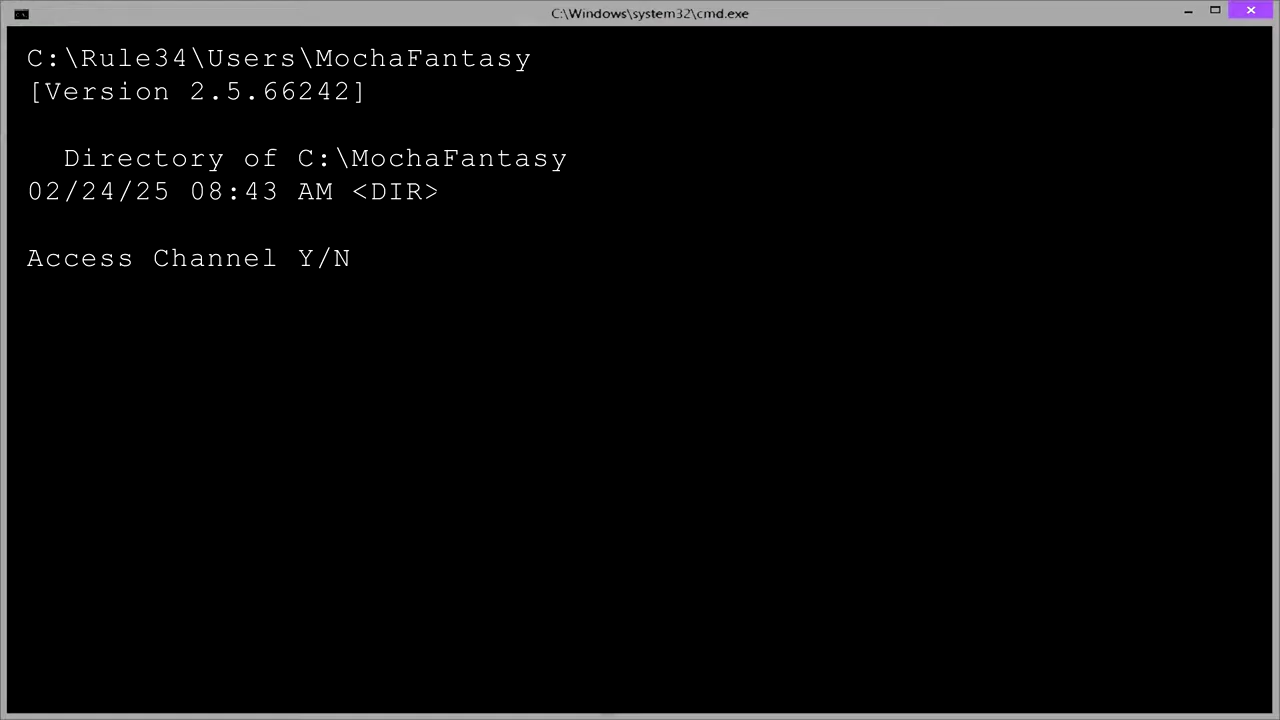 C:\Windows\system32\cmd.exe
C:\Rule34\Users\MochaFantasy
[Version 2.5.66242]
Directory of C:\MochaFantasy
02/24/25 08:43 AM <DIR>
Access Channel Y/N